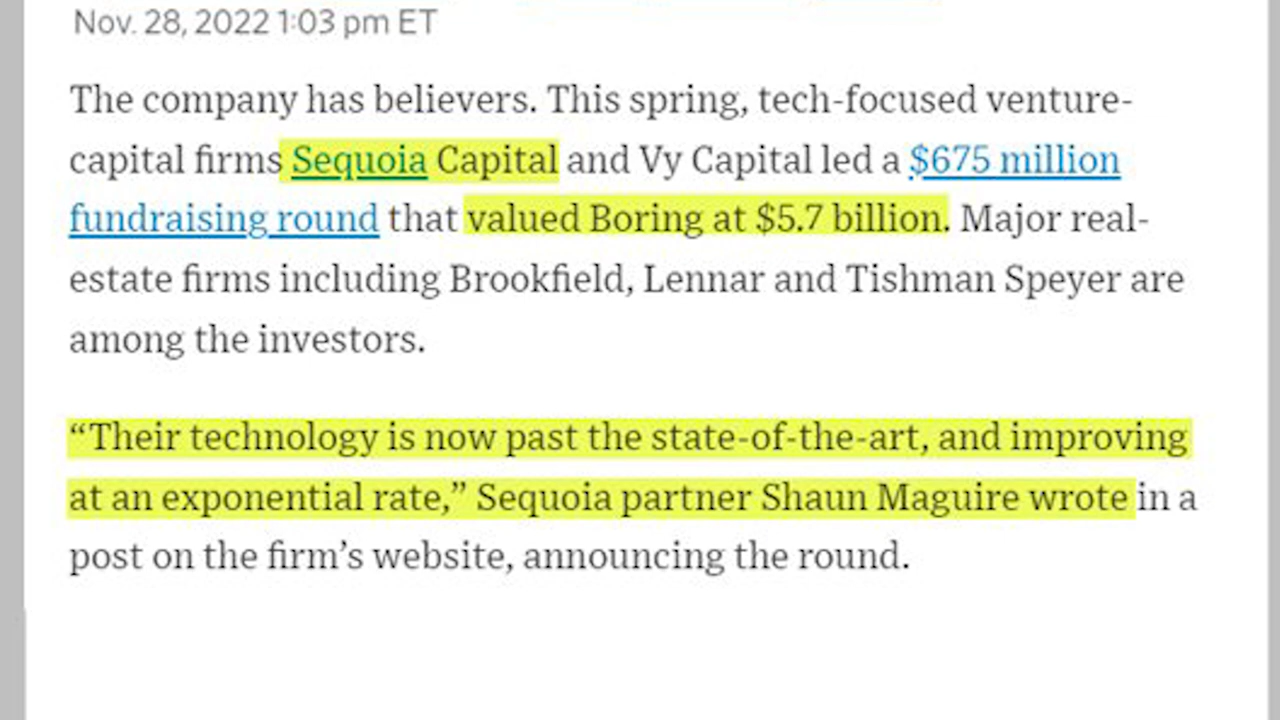 Nov. 28, 2022 1:03 pm ET
The company has believers. This spring, tech-focused venture-
capital firms Sequoia Capital and Vy Capital led a $675 million
fundraising round that valued Boring at $5.7 billion. Major real-
estate firms including Brookfield, Lennar and Tishman Speyer are
among the investors.
“Their technology is now past the state-of-the-art, and improving
at an exponential rate,” Sequoia partner Shaun Maguire wrote in a
post on the firm’s website, announcing the round.